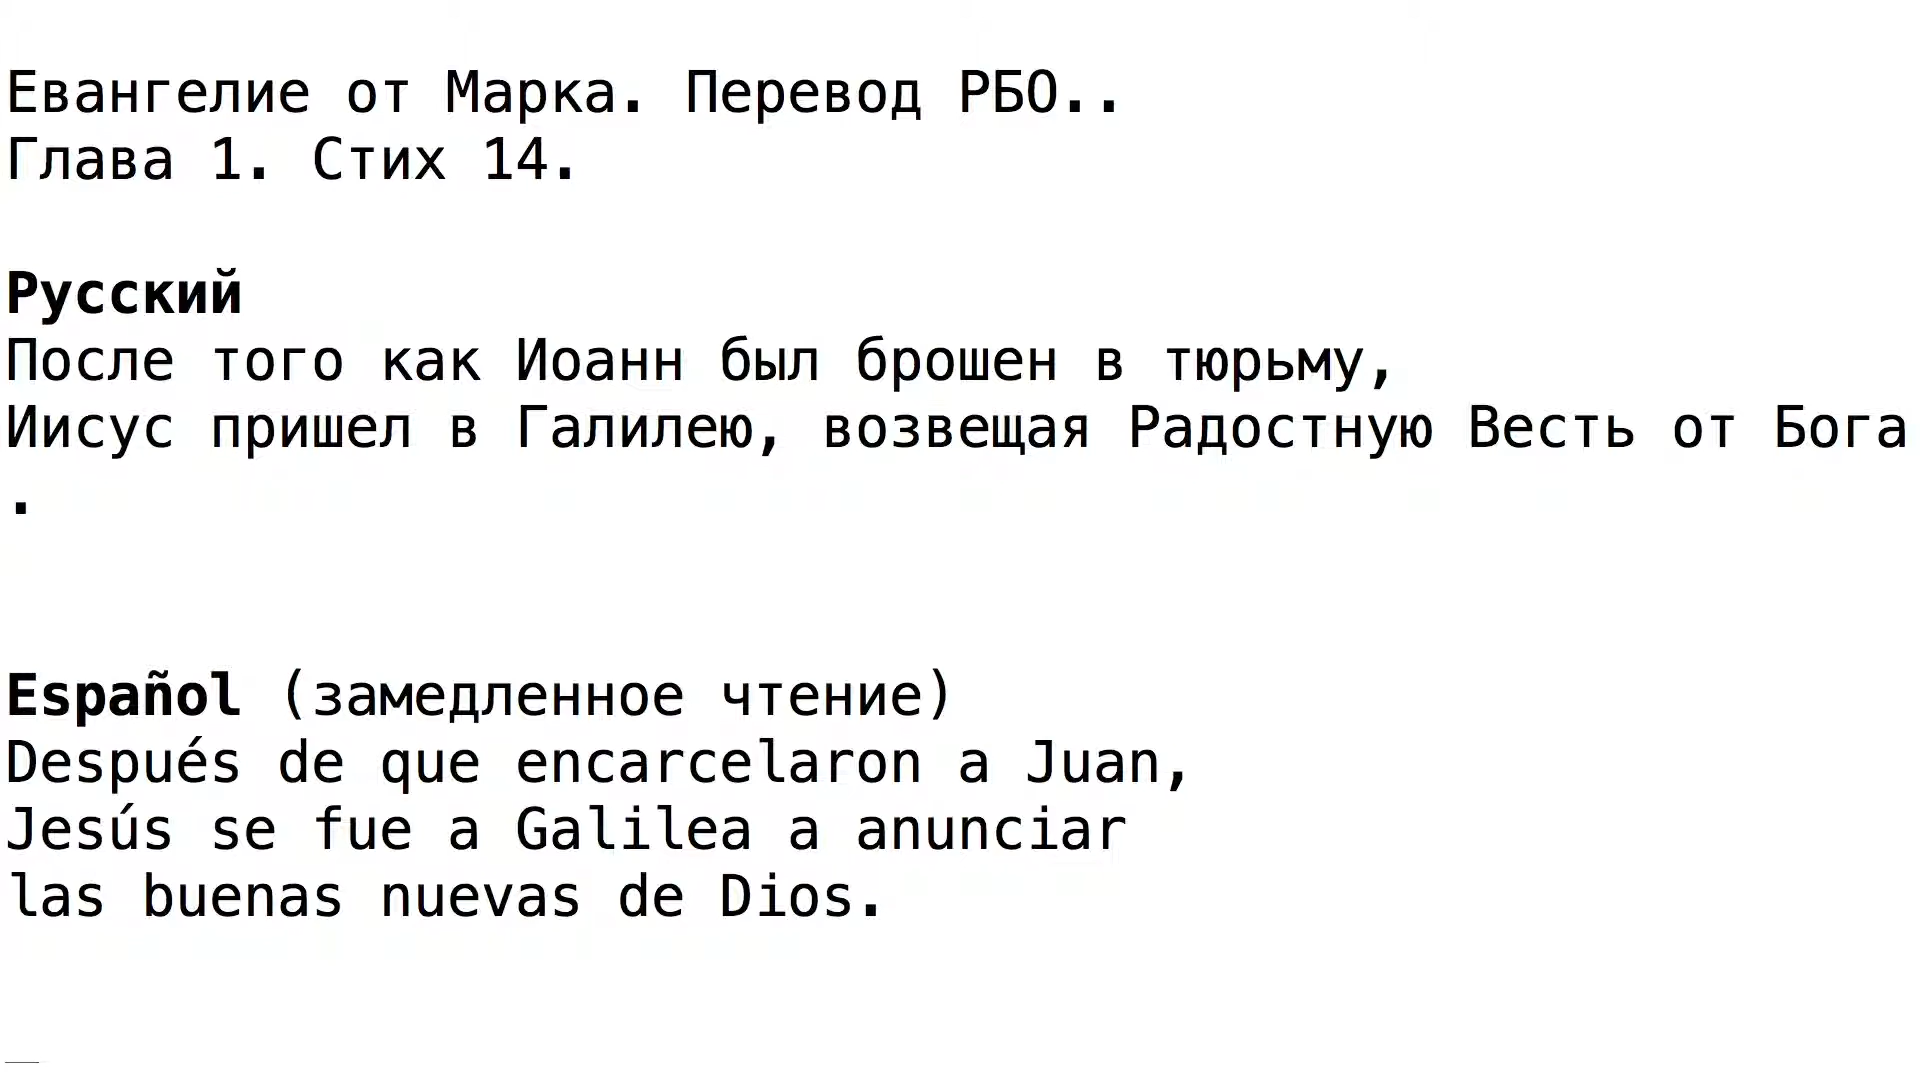 Евангелие от Марка. Перевод РБО..
Глава 1. Стих 14.
Русский
После того как Иоанн был брошен в тюрьму,
Иисус пришел в Галилею, возвещая Радостную Весть от Бога
.
Español (замедленное чтение)
Después de que encarcelaron a Juan,
Jesús se fue a Galilea a anunciar
las buenas nuevas de Dios.